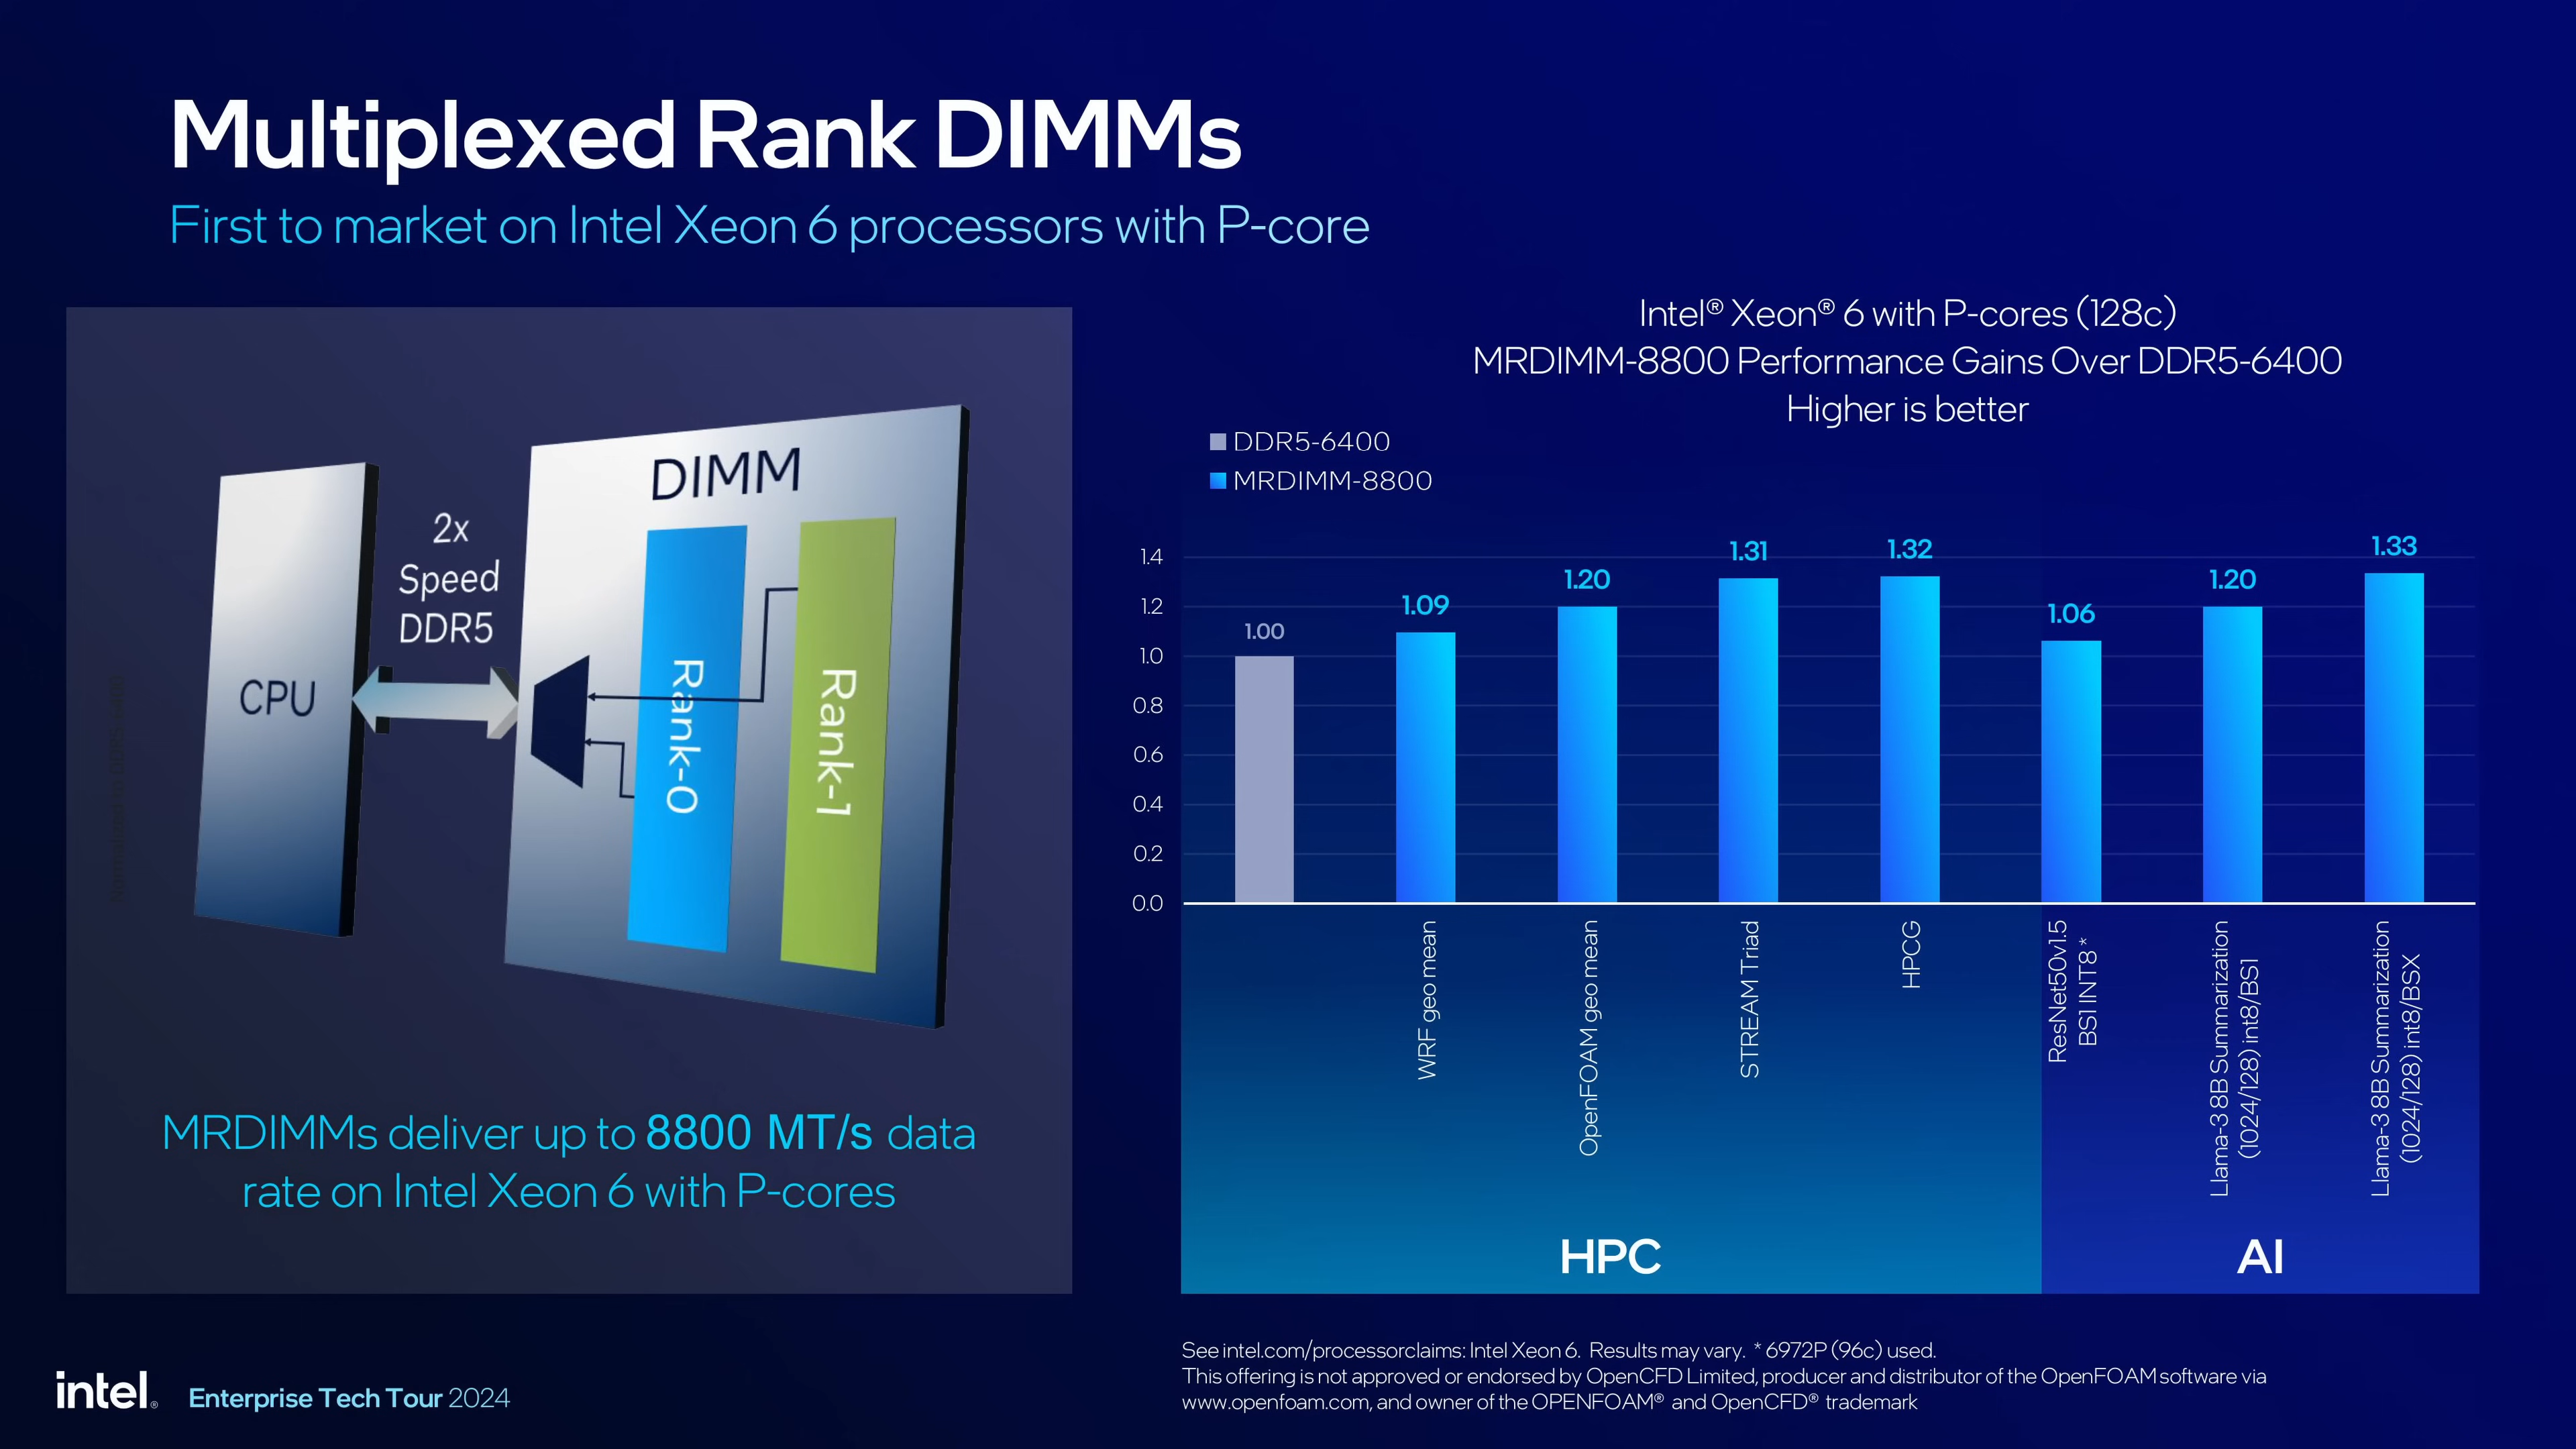 Multiplexed Rank DIMMs
First to market on Intel Xeon 6 processors with P-core
CPU
2x
Speed
DDR5
DIMM
Rank-0
Rank-1
MRDIMMs deliver up to 8800 MT/s data
rate on Intel Xeon 6 with P-cores
Intel® Xeon® 6 with P-cores (128c)
MRDIMM-8800 Performance Gains Over DDR5-6400
Higher is better
DDR5-6400
MRDIMM-8800
1.4
1.2
1.0
0.8
0.6
0.4
0.2
0.0
1.00
1.09
1.20
1.31
1.32
1.06
1.20
1.33
WRF geo mean
OpenFOAM geo mean
STREAM Triad
HPCG
ResNet50v1.5
BS1 INT8 *
Llama-3 8B Summarization
(1024/128) int8/BS1
Llama-3 8B Summarization
(1024/128) int8/BSX
HPC
AI
See intel.com/processorclaims: Intel Xeon 6. Results may vary. * 6972P (96c) used.
This offering is not approved or endorsed by OpenCFD Limited, producer and distributor of the OpenFOAM software via
www.openfoam.com, and owner of the OPENFOAM® and OpenCFD® trademark
intel®
Enterprise Tech Tour 2024